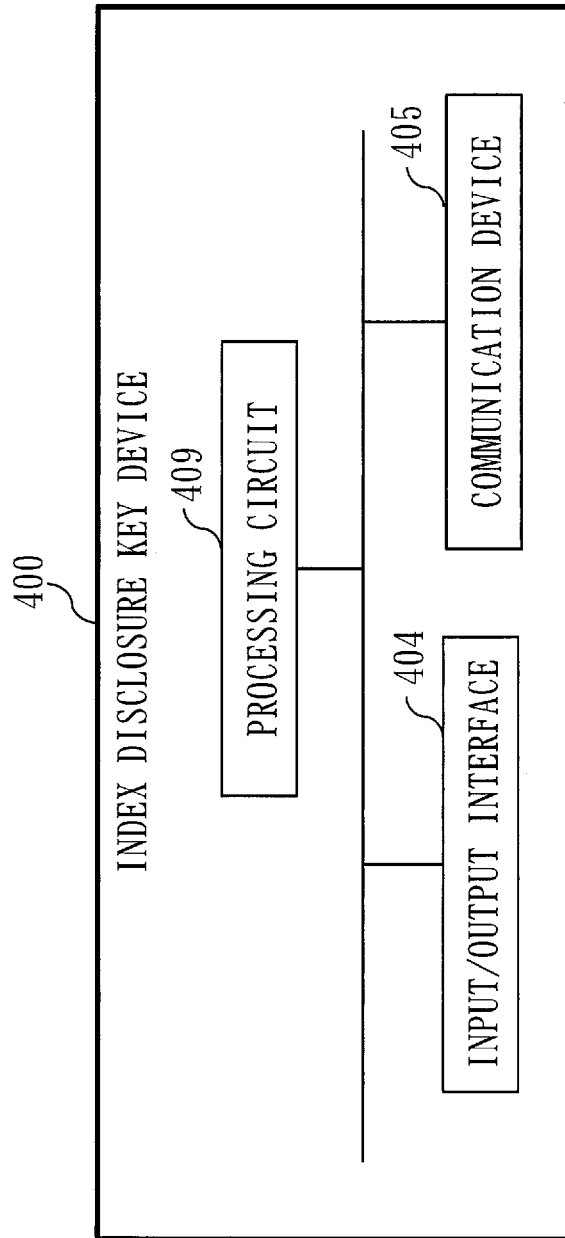 400
INDEX DISCLOSURE KEY DEVICE
409
PROCESSING CIRCUIT
404
INPUT/OUTPUT INTERFACE
405
COMMUNICATION DEVICE